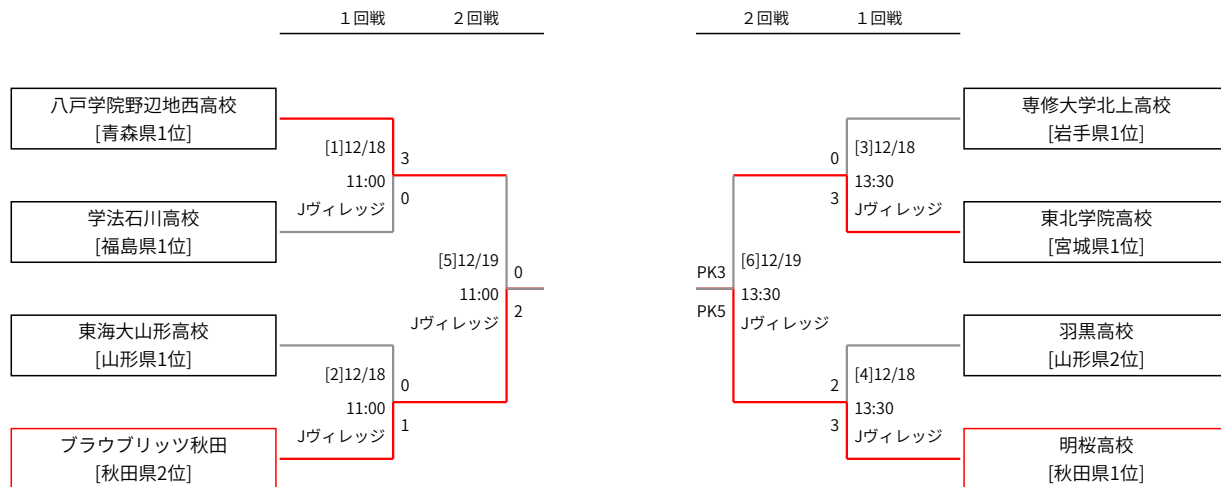 １回戦 ２回戦
２回戦 １回戦
八戸学院野辺地西高校
[青森県1位]
[1]12/18
3
11:00
0
Jヴィレッジ
学法石川高校
[福島県1位]
[5]12/19
0
11:00
2
Jヴィレッジ
東海大山形高校
[山形県1位]
[2]12/18
0
11:00
1
Jヴィレッジ
ブラウブリッツ秋田
[秋田県2位]
専修大学北上高校
[岩手県1位]
[3]12/18
0
13:30
3
Jヴィレッジ
東北学院高校
[宮城県1位]
[6]12/19
PK3
13:30
PK5
Jヴィレッジ
羽黒高校
[山形県2位]
[4]12/18
2
13:30
3
Jヴィレッジ
明桜高校
[秋田県1位]